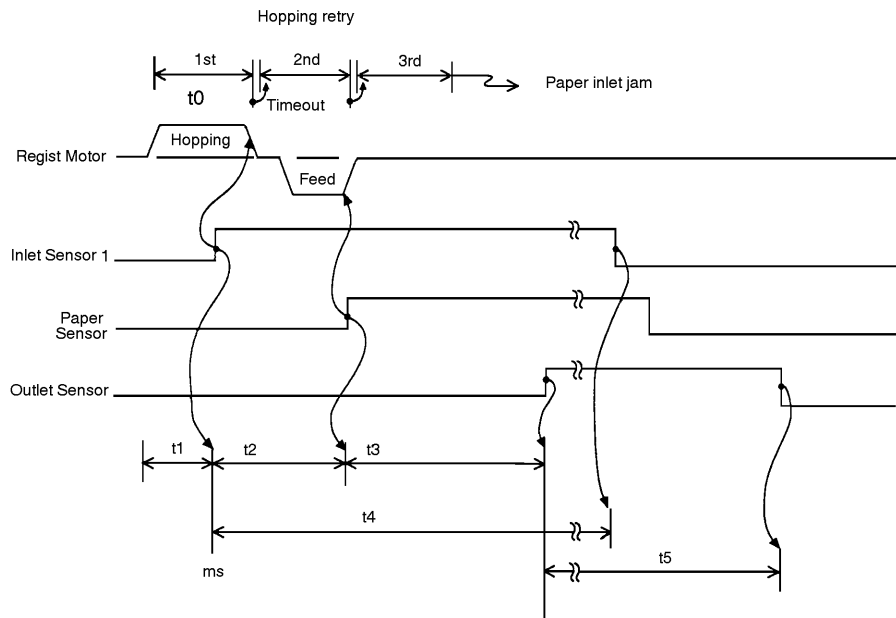 Hopping retry
1st
2nd
3rd
Paper inlet jam
t0
Timeout
Regist Motor
Hopping
Feed
Inlet Sensor 1
Paper
Sensor
Outlet Sensor
t1
t2
t3
t4
ms
t5